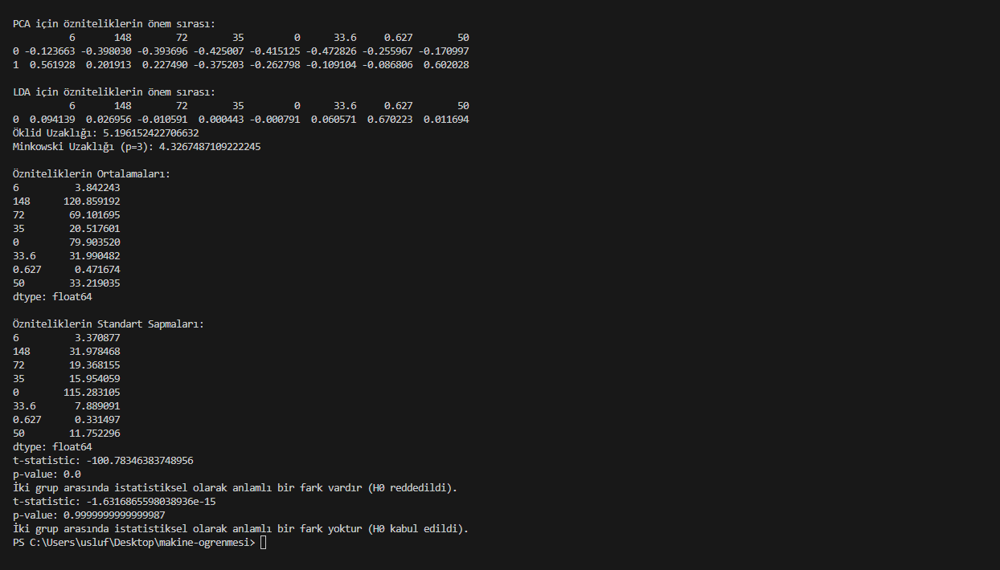 PCA için özniteliklerin önem sırası:
          6       148        72        35         0      33.6     0.627        50
0 -0.123663 -0.398030 -0.393696 -0.425007 -0.415125 -0.472826 -0.255967 -0.170997
1  0.561928  0.201913  0.227490 -0.375203 -0.262798 -0.109104 -0.086806  0.602028
LDA için özniteliklerin önem sırası:
          6       148        72        35         0      33.6     0.627        50
0  0.094139  0.026956 -0.010591  0.000443 -0.000791  0.060571  0.670223  0.011694
Öklid Uzaklığı: 5.196152422706632
Minkowski Uzaklığı (p=3): 4.3267487109222245
Özniteliklerin Ortalamaları:
6          3.842243
148      120.859192
72        69.101695
35        20.517601
0         79.903520
33.6      31.990482
0.627      0.471674
50        33.219035
dtype: float64
Özniteliklerin Standart Sapmaları:
6          3.370877
148       31.978468
72        19.368155
35        15.954059
0        115.283105
33.6       7.889091
0.627      0.331497
50        11.752296
dtype: float64
t-statistic: -100.78346383748956
p-value: 0.0
İki grup arasında istatistiksel olarak anlamlı bir fark vardır (H0 reddedildi).
t-statistic: -1.6316865598038936e-15
p-value: 0.9999999999999987
İki grup arasında istatistiksel olarak anlamlı bir fark yoktur (H0 kabul edildi).
PS C:\Users\usluf\Desktop\makine-ogrenmesi>